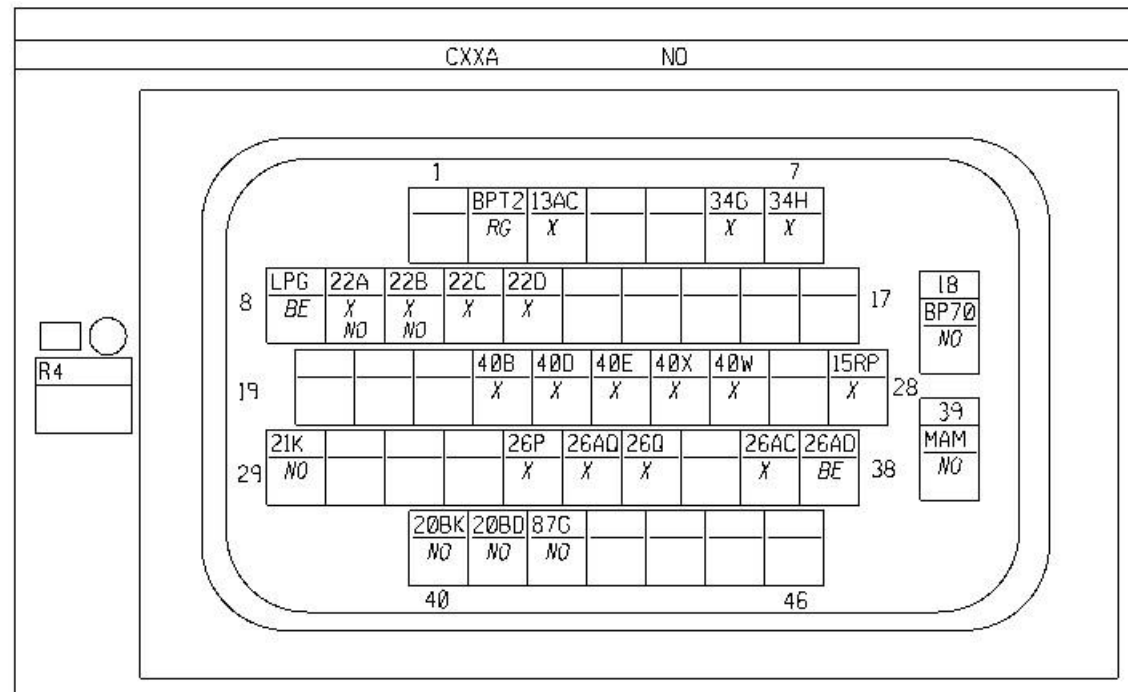 CXXA NO
1 7
BPT2 13AC 34G 34H
RG X X X
8 LPG 22A 22B 22C 22D 17
BE X X X X
NO NO
18
BP70
NO
R4
19 40B 40D 40E 40X 40W 15RP 28
X X X X X X
39
MAM
NO
29 21K 26P 26AQ 26Q 26AC 26AD 38
NO X X X X BE
20BK 20BD 87G
NO NO NO
40 46